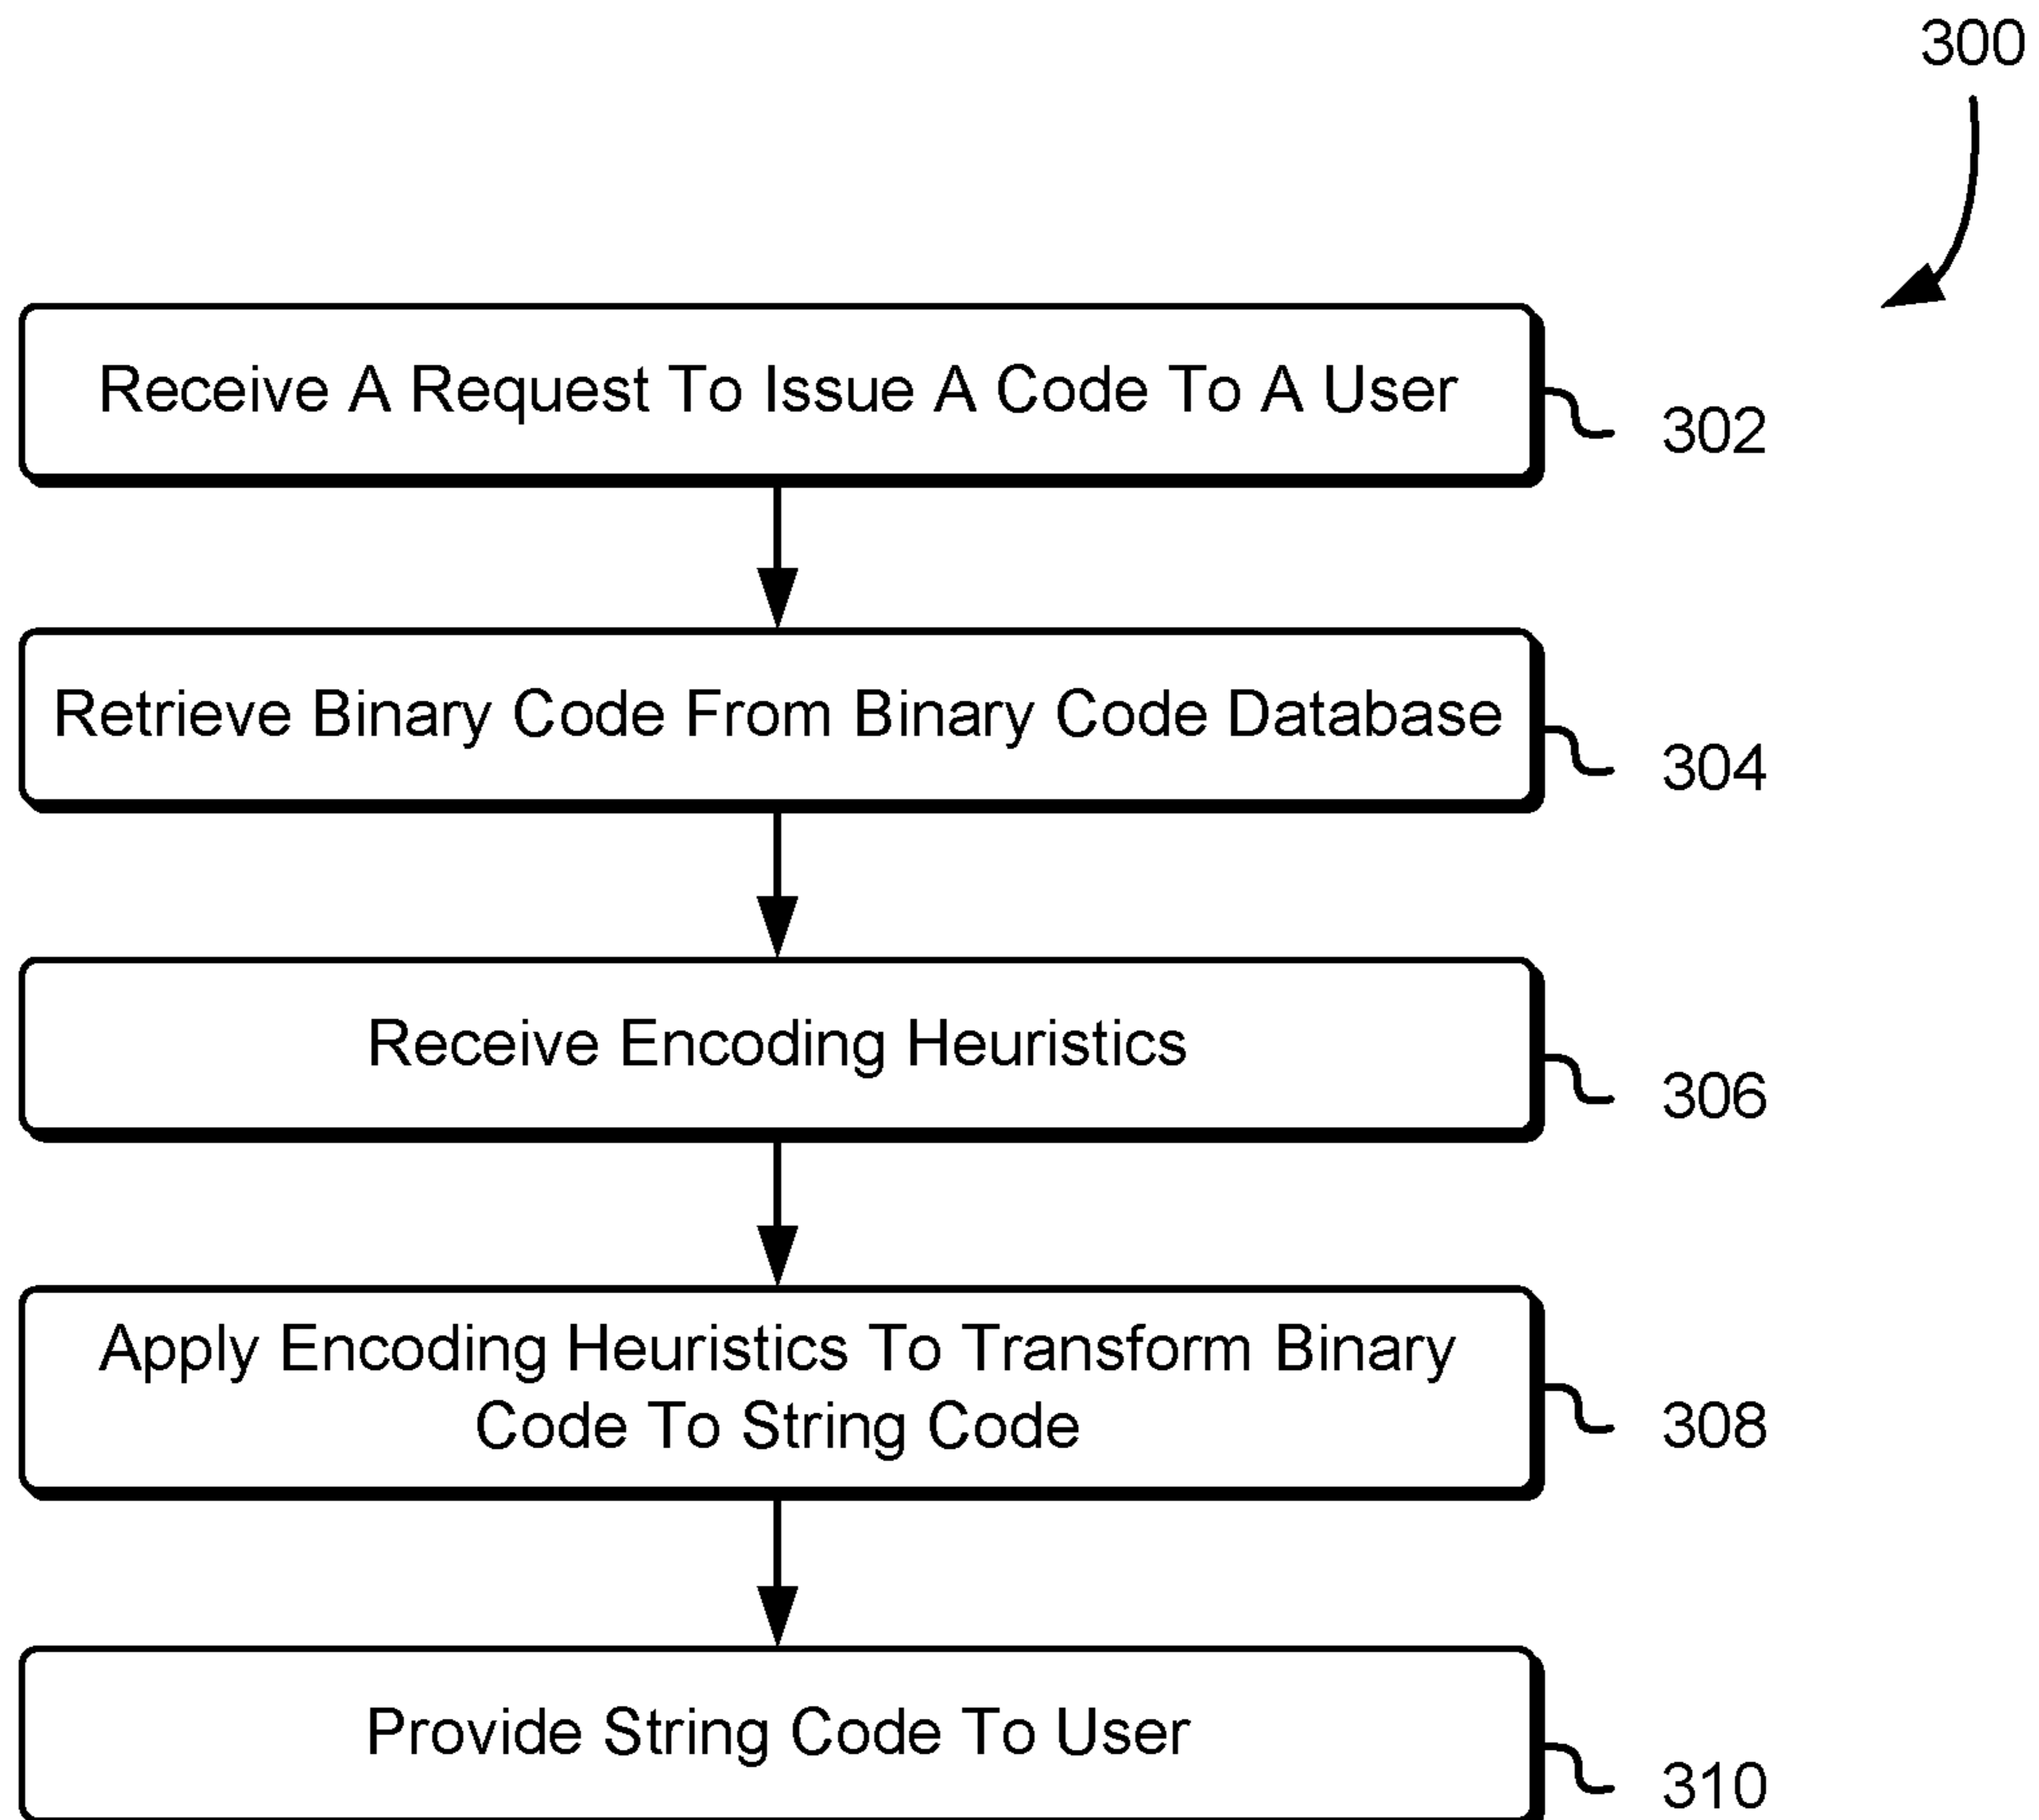 300
Receive A Request To Issue A Code To A User
302
Retrieve Binary Code From Binary Code Database
304
Receive Encoding Heuristics
306
Apply Encoding Heuristics To Transform Binary
Code To String Code
308
Provide String Code To User
310